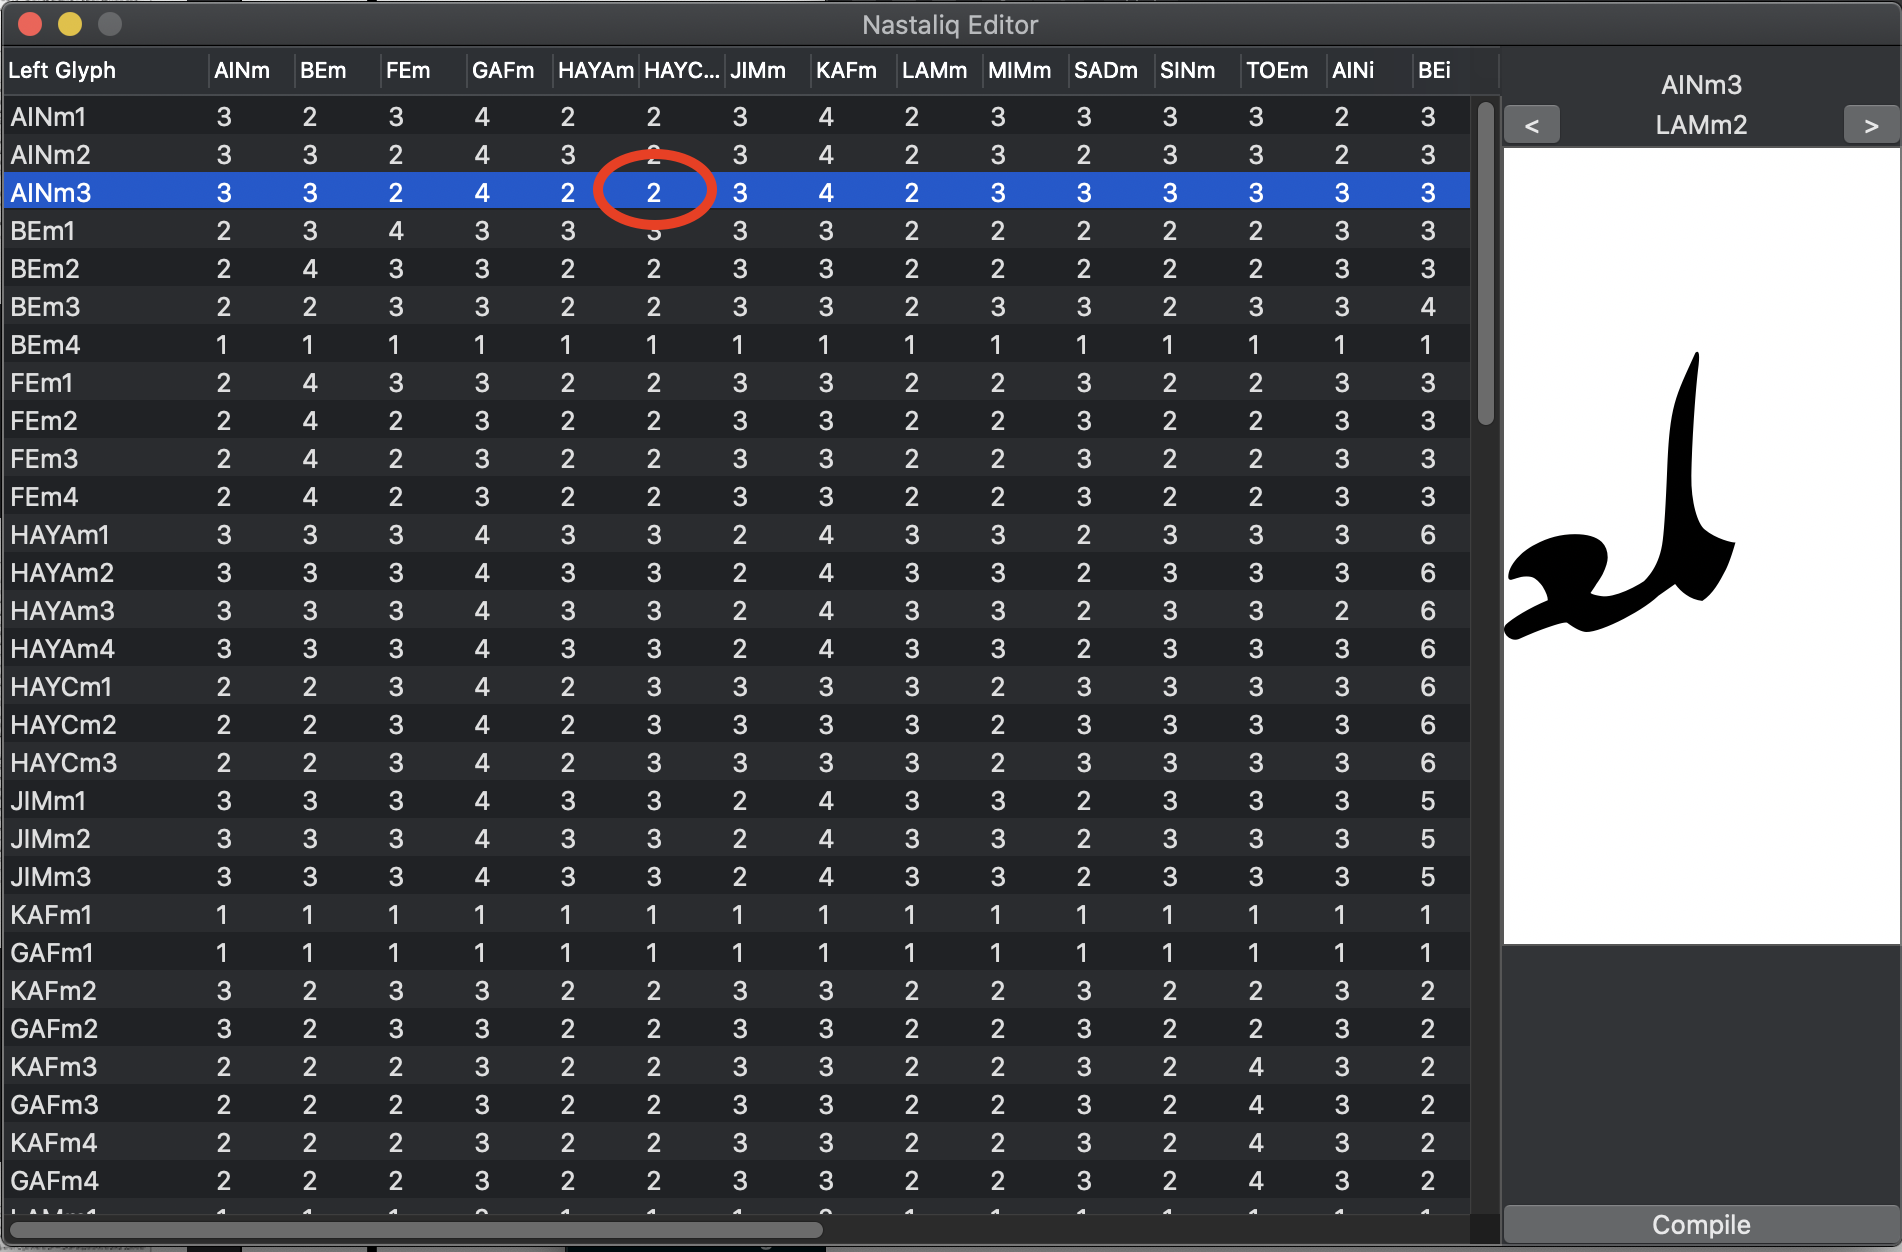 Nastaliq Editor
Left Glyph AINm BEm FEm GAFm HAYAm HAYC... JIMm KAFm LAMm MIMm SADm SINm TOEm AINi BEi
AINm1 3 2 3 4 2 2 3 4 2 3 3 3 3 2 3
AINm2 3 3 2 4 3 2 3 4 2 3 2 3 3 2 3
AINm3 3 3 2 4 2 2 3 4 2 3 3 3 3 3 3
BEm1 2 3 4 3 3 3 3 3 2 2 2 2 2 3 3
BEm2 2 4 3 3 2 2 3 3 2 2 2 2 2 3 3
BEm3 2 2 3 3 2 2 3 3 2 3 3 2 3 3 4
BEm4 1 1 1 1 1 1 1 1 1 1 1 1 1 1 1
FEm1 2 4 3 3 2 2 3 3 2 2 3 2 2 3 3
FEm2 2 4 2 3 2 2 3 3 2 2 3 2 2 3 3
FEm3 2 4 2 3 2 2 3 3 2 2 3 2 2 3 3
FEm4 2 4 2 3 2 2 3 3 2 2 3 2 2 3 3
HAYAm1 3 3 3 4 3 3 2 4 3 3 2 3 3 3 6
HAYAm2 3 3 3 4 3 3 2 4 3 3 2 3 3 3 6
HAYAm3 3 3 3 4 3 3 2 4 3 3 2 3 3 2 6
HAYAm4 3 3 3 4 3 3 2 4 3 3 2 3 3 3 6
HAYCm1 2 2 3 4 2 3 3 3 3 2 3 3 3 3 6
HAYCm2 2 2 3 4 2 3 3 3 3 2 3 3 3 3 6
HAYCm3 2 2 3 4 2 3 3 3 3 2 3 3 3 3 6
JIMm1 3 3 3 4 3 3 2 4 3 3 2 3 3 3 5
JIMm2 3 3 3 4 3 3 2 4 3 3 2 3 3 3 5
JIMm3 3 3 3 4 3 3 2 4 3 3 2 3 3 3 5
KAFm1 1 1 1 1 1 1 1 1 1 1 1 1 1 1 1
GAFm1 1 1 1 1 1 1 1 1 1 1 1 1 1 1 1
KAFm2 3 2 3 3 2 2 3 3 2 2 3 2 2 3 2
GAFm2 3 2 3 3 2 2 3 3 2 2 3 2 2 3 2
KAFm3 2 2 2 3 2 2 3 3 2 2 3 2 4 3 2
GAFm3 2 2 2 3 2 2 3 3 2 2 3 2 4 3 2
KAFm4 2 2 2 3 2 2 3 3 2 2 3 2 4 3 2
GAFm4 2 2 2 3 2 2 3 3 2 2 3 2 4 3 2
AINm3
< LAMm2 >
Compile